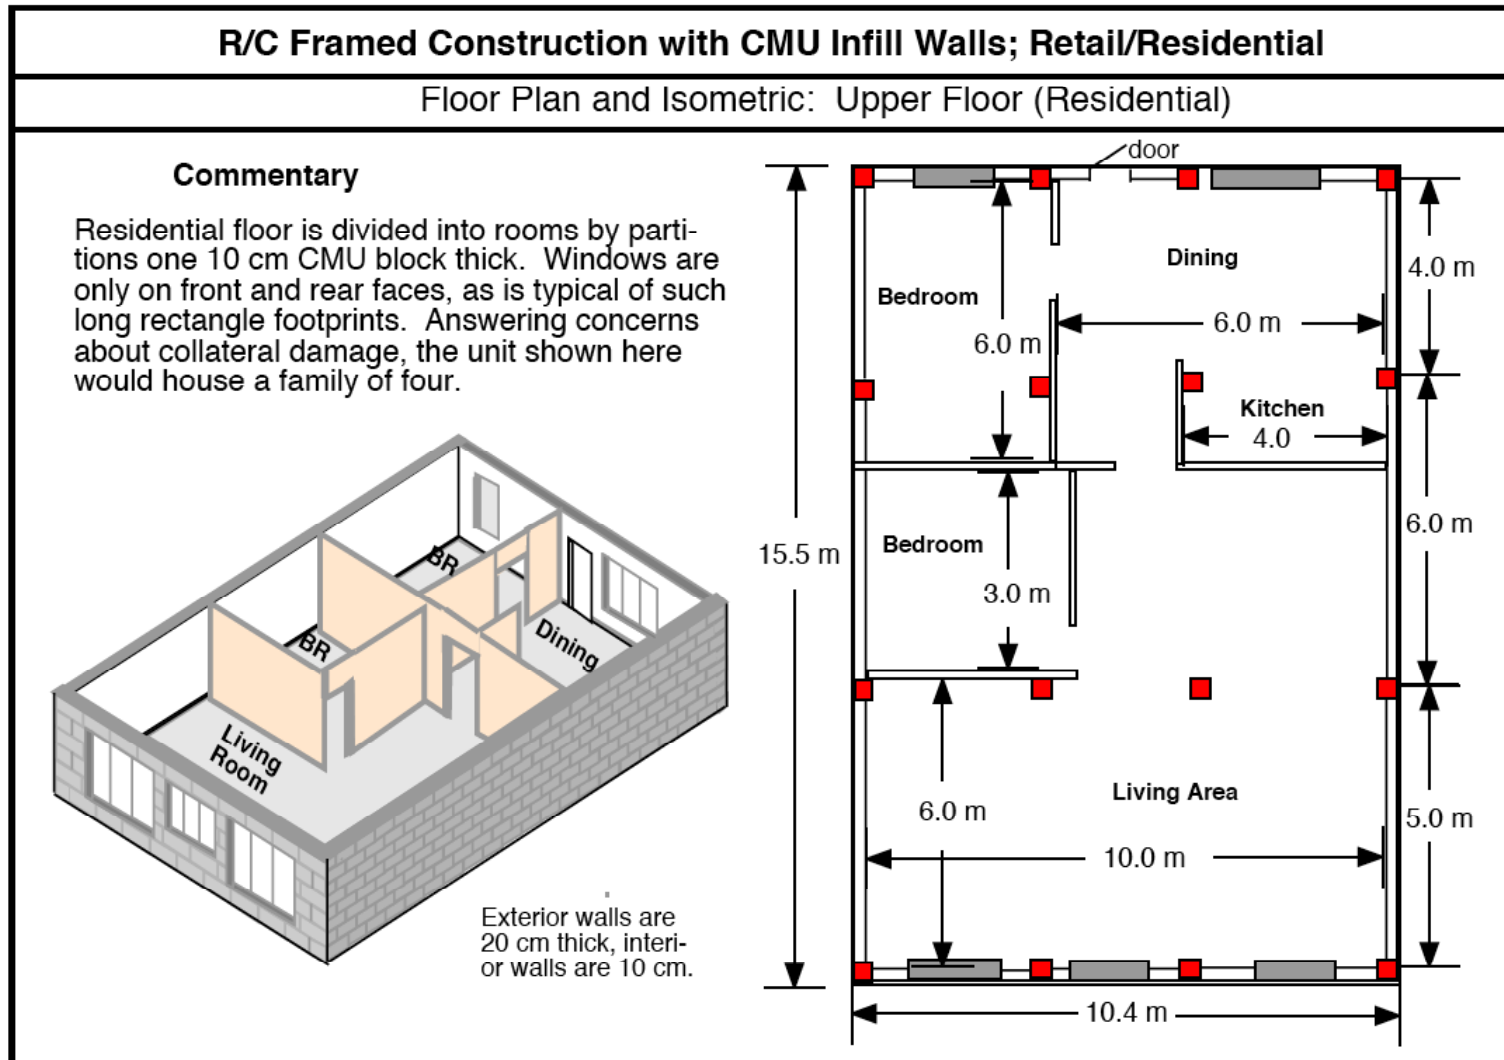 R/C Framed Construction with CMU Infill Walls; Retail/Residential
Floor Plan and Isometric:  Upper Floor (Residential)
Commentary
Residential floor is divided into rooms by parti-
tions one 10 cm CMU block thick.  Windows are
only on front and rear faces, as is typical of such
long rectangle footprints.  Answering concerns
about collateral damage, the unit shown here
would house a family of four.
BR
BR
Dining
Living
Room
Exterior walls are
20 cm thick, interi-
or walls are 10 cm.
door
Dining
4.0 m
Bedroom
6.0 m
6.0 m
Kitchen
4.0
6.0 m
Bedroom
15.5 m
3.0 m
Living Area
6.0 m
5.0 m
10.0 m
10.4 m